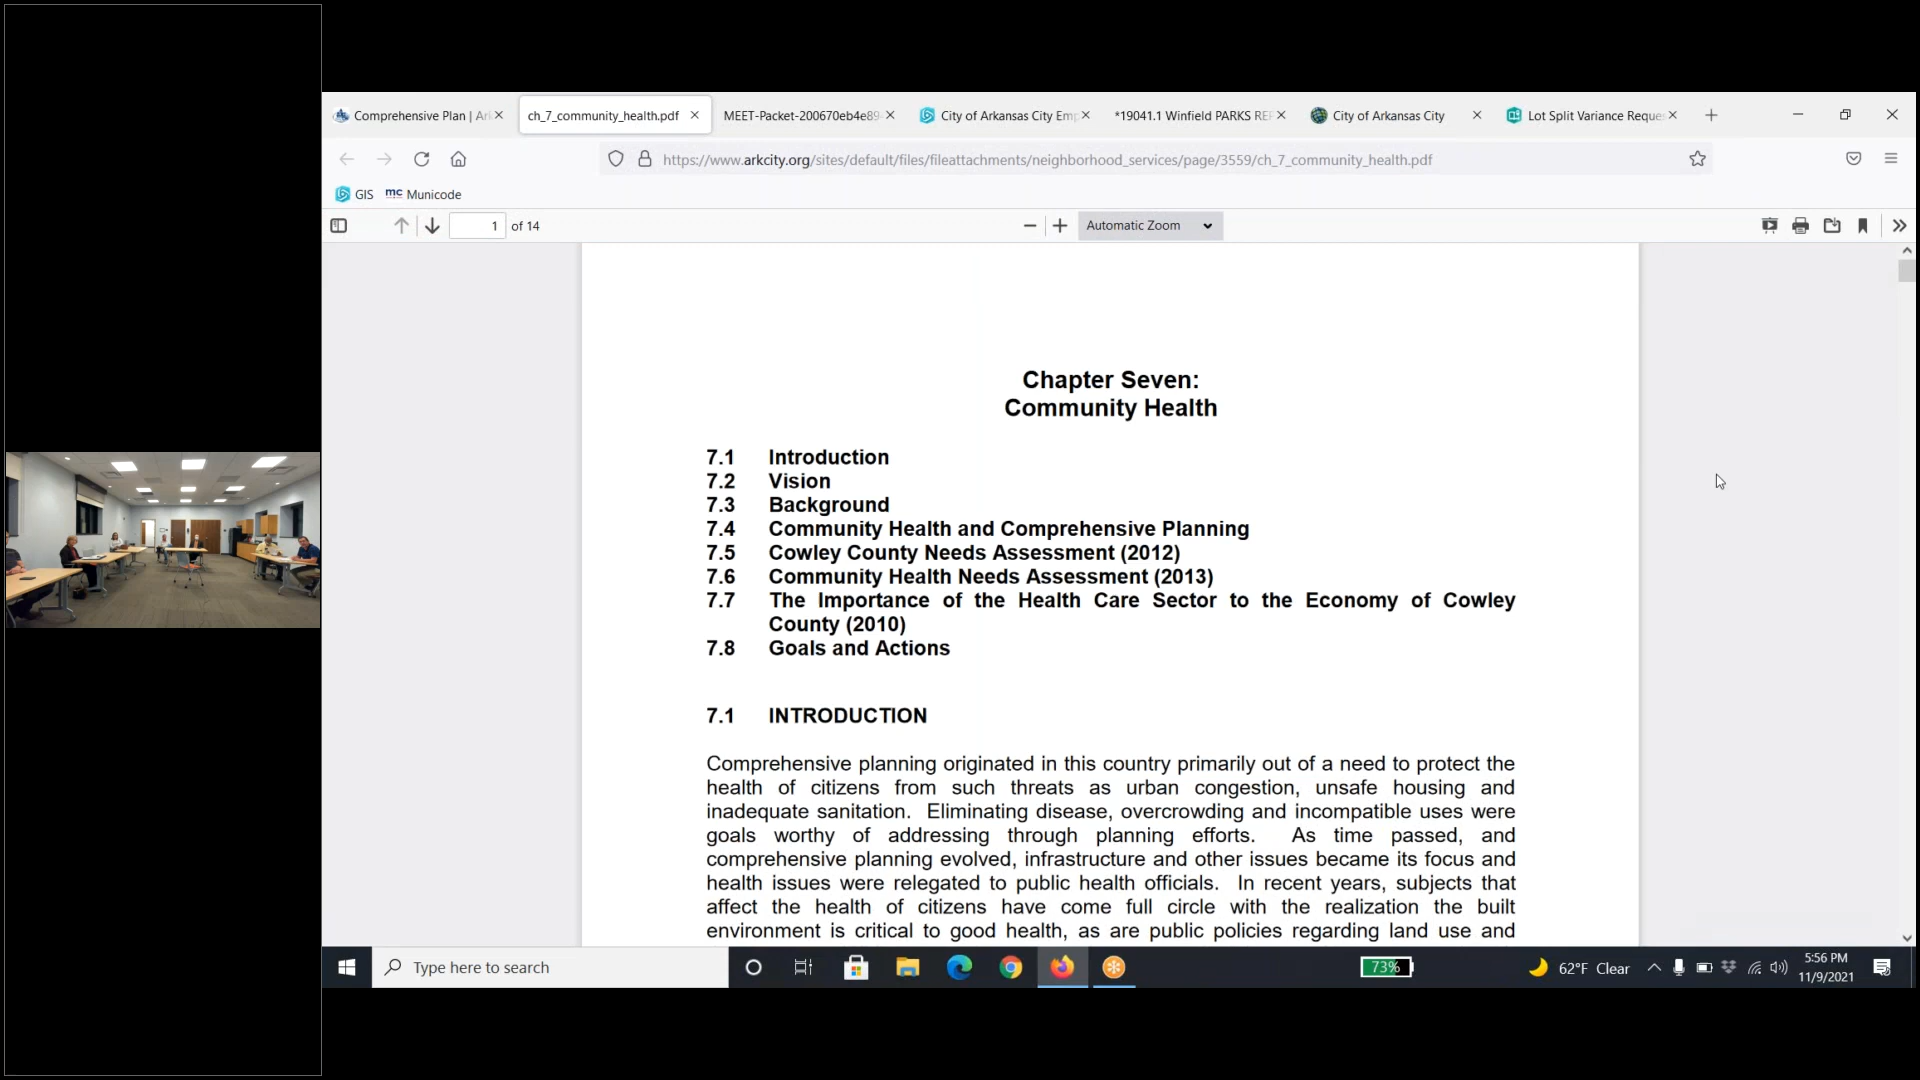 Comprehensive Plan | Ar
ch_7_community_health.pdf
MEET-Packet-200670eb4e89
City of Arkansas City Emp
*19041.1 Winfield PARKS REP
City of Arkansas City
Lot Split Variance Reques
https://www.arkcity.org/sites/default/files/fileattachments/neighborhood_services/page/3559/ch_7_community_health.pdf
GIS
mc Municode
1 of 14
Automatic Zoom
Chapter Seven:
Community Health
7.1 Introduction
7.2 Vision
7.3 Background
7.4 Community Health and Comprehensive Planning
7.5 Cowley County Needs Assessment (2012)
7.6 Community Health Needs Assessment (2013)
7.7 The Importance of the Health Care Sector to the Economy of Cowley
County (2010)
7.8 Goals and Actions
7.1 INTRODUCTION
Comprehensive planning originated in this country primarily out of a need to protect the
health of citizens from such threats as urban congestion, unsafe housing and
inadequate sanitation. Eliminating disease, overcrowding and incompatible uses were
goals worthy of addressing through planning efforts. As time passed, and
comprehensive planning evolved, infrastructure and other issues became its focus and
health issues were relegated to public health officials. In recent years, subjects that
affect the health of citizens have come full circle with the realization the built
environment is critical to good health, as are public policies regarding land use and
Type here to search
73%
62°F Clear
5:56 PM
11/9/2021